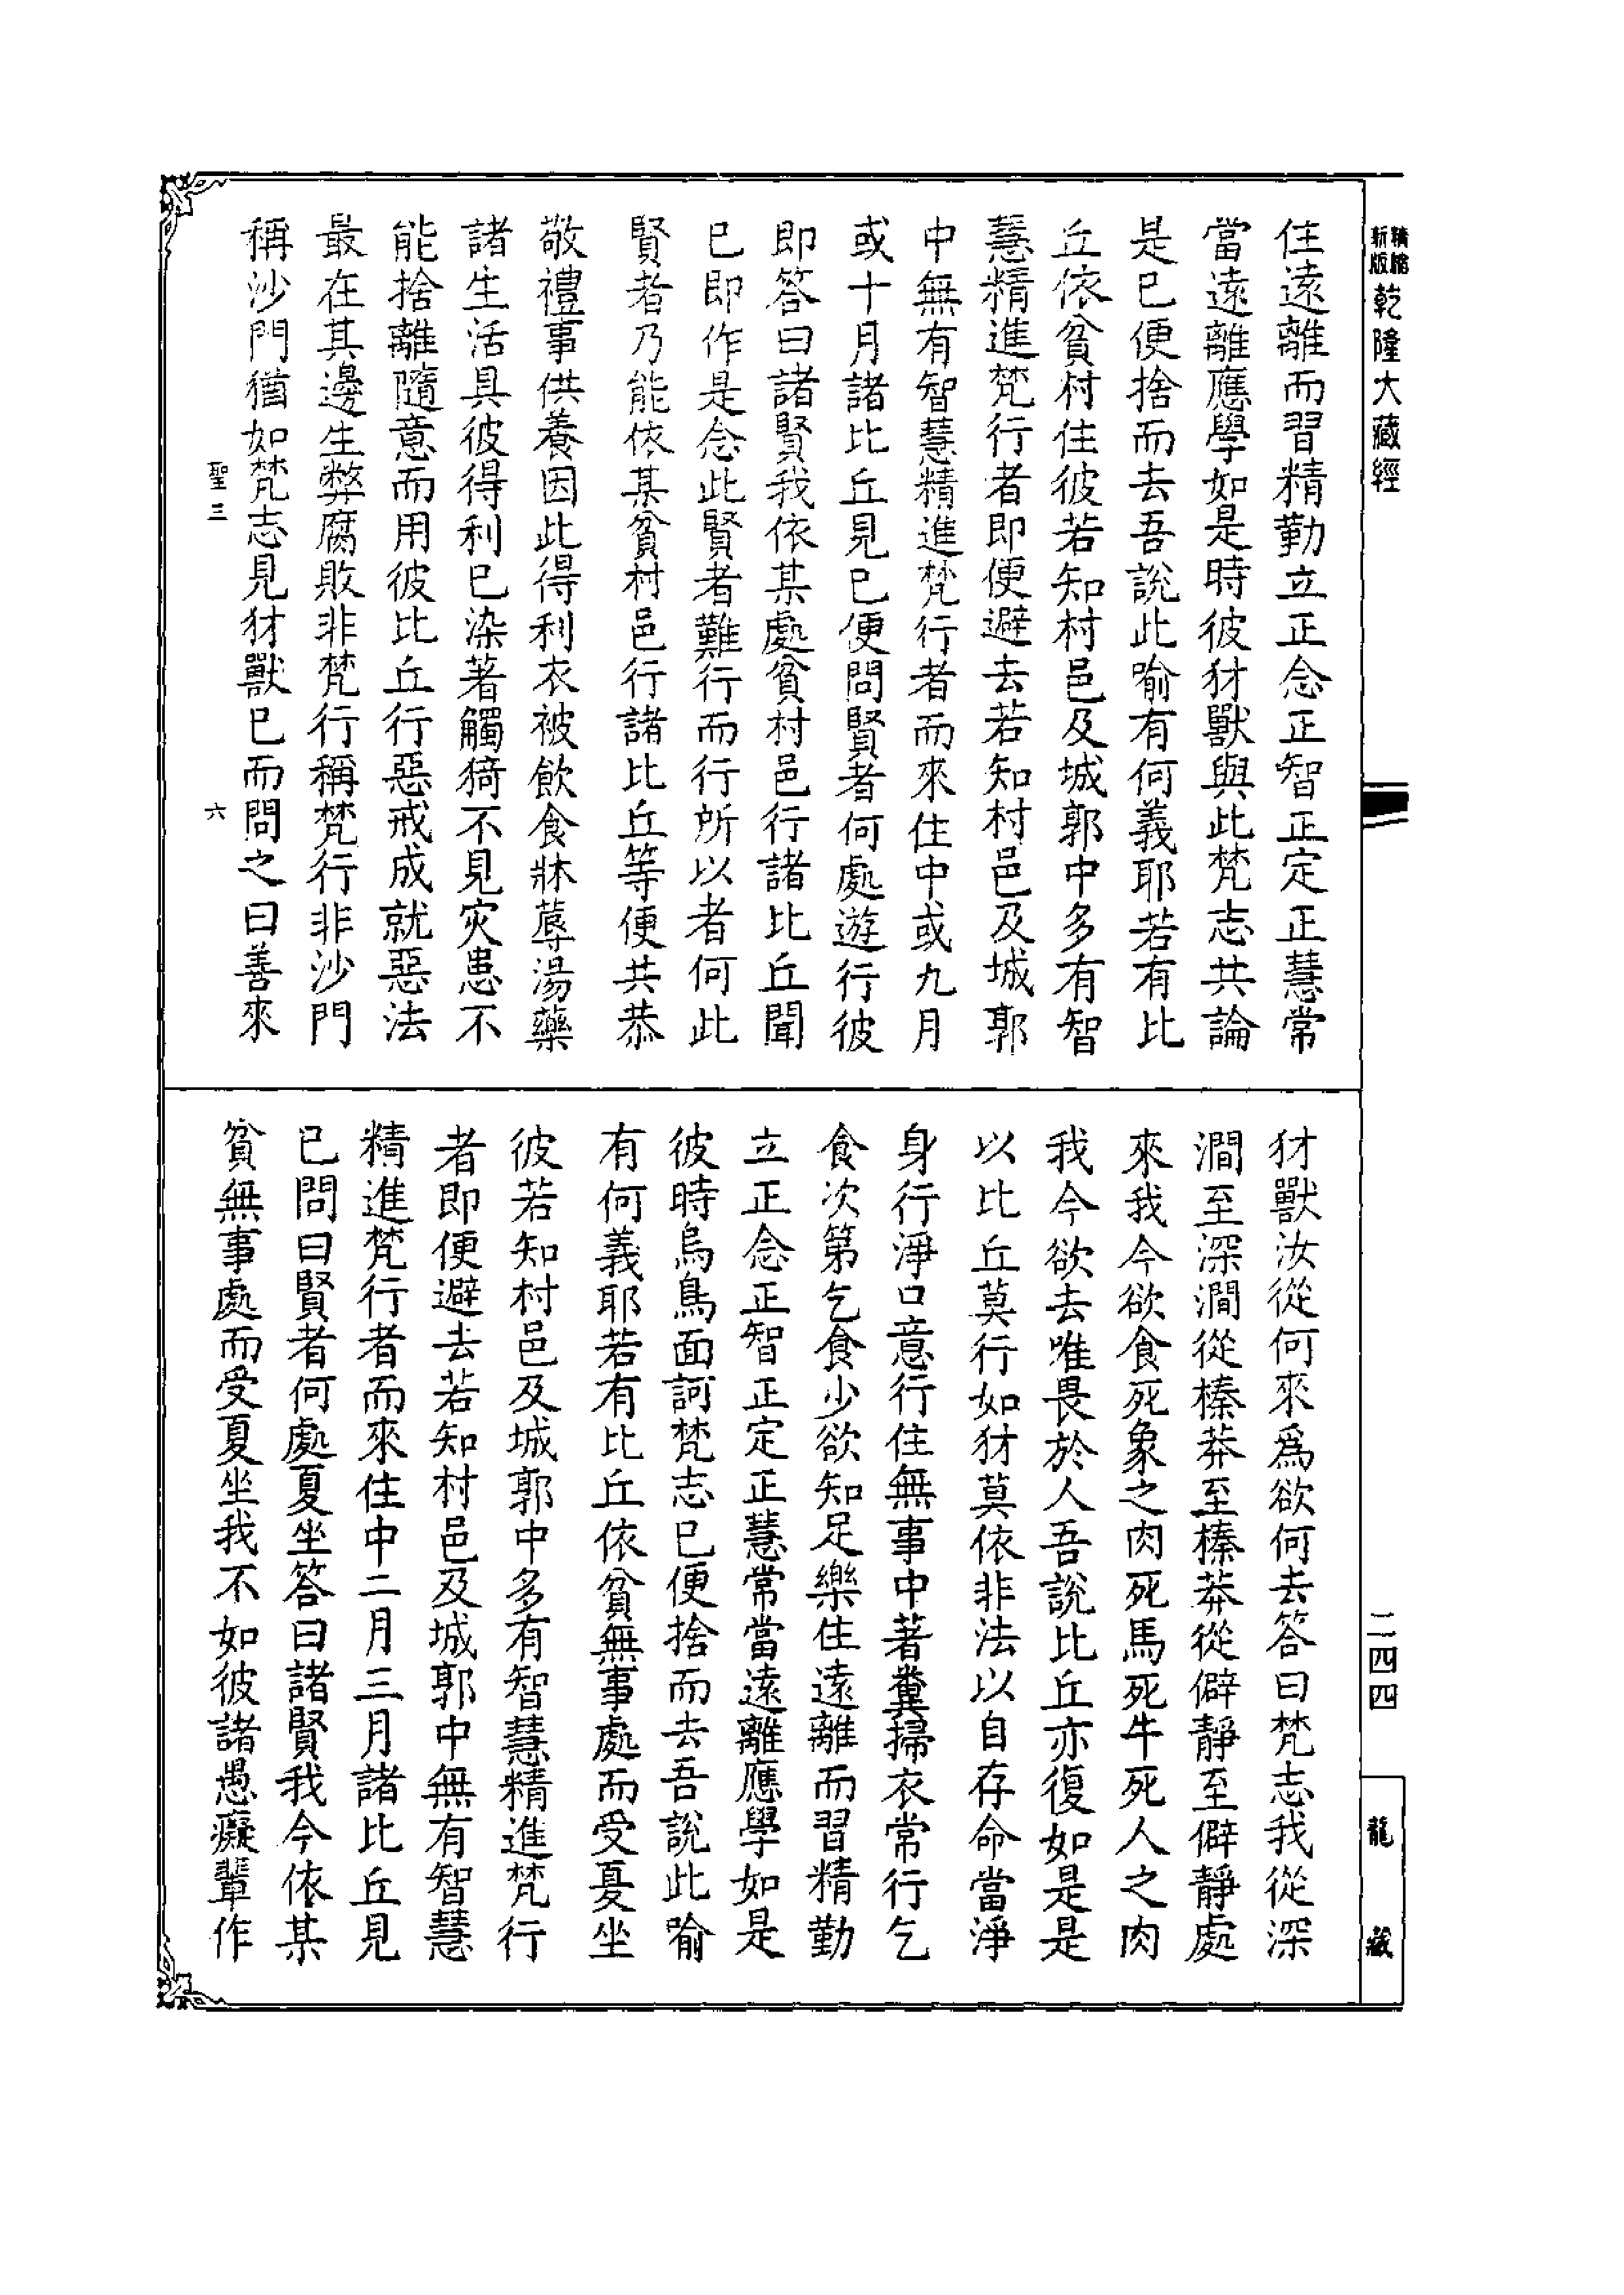 精縮
新版
乾隆大藏經
住遠離而習精勤立正念正智正定正慧常
當遠離應學如是時彼犲獸與此梵志共論
是已便捨而去吾說此喻有何義耶若有比
丘依貧村住彼若知村邑及城郭中多有智
慧精進梵行者即便避去若知村邑及城郭
中無有智慧精進梵行者而來住中或九月
或十月諸比丘見已便問賢者何處遊行彼
即答曰諸賢我依某處貧村邑行諸比丘聞
已即作是念此賢者難行而行所以者何此
賢者乃能依某貧村邑行諸比丘等便共恭
敬禮事供養因此得利衣被飲食牀蓐湯藥
諸生活具彼得利已染著觸猗不見災患不
能捨離隨意而用彼比丘行惡戒成就惡法
最在其邊生弊腐敗非梵行稱梵行非沙門
稱沙門猶如梵志見犲獸已而問之曰善來
聖三
六
犲獸汝從何來爲欲何去答曰梵志我從深
澗至深澗從榛莽至榛莽從僻靜至僻靜處
來我今欲食死象之肉死馬死牛死人之肉
我今欲去唯畏於人吾說比丘亦復如是是
以比丘莫行如犲莫依非法以自存命當淨
身行淨口意行住無事中著糞掃衣常行乞
食次第乞食少欲知足樂住遠離而習精勤
立正念正智正定正慧常當遠離應學如是
彼時烏鳥面訶梵志已便捨而去吾說此喻
有何義耶若有比丘依貧無事處而受夏坐
彼若知村邑及城郭中多有智慧精進梵行
者即便避去若知村邑及城郭中無有智慧
精進梵行者而來住中二月三月諸比丘見
已問曰賢者何處夏坐答曰諸賢我今依某
貧無事處而受夏坐我不如彼諸愚癡輩作
二四四
龍藏